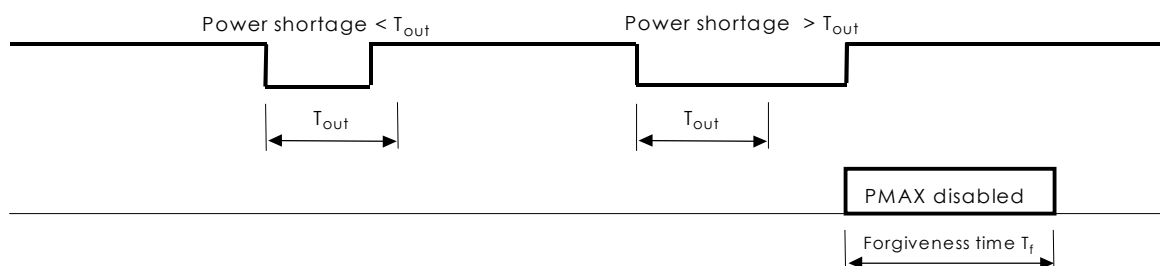 Power shortage < Tout
Power shortage > Tout
Tout
Tout
PMAX disabled
Forgiveness time Tf